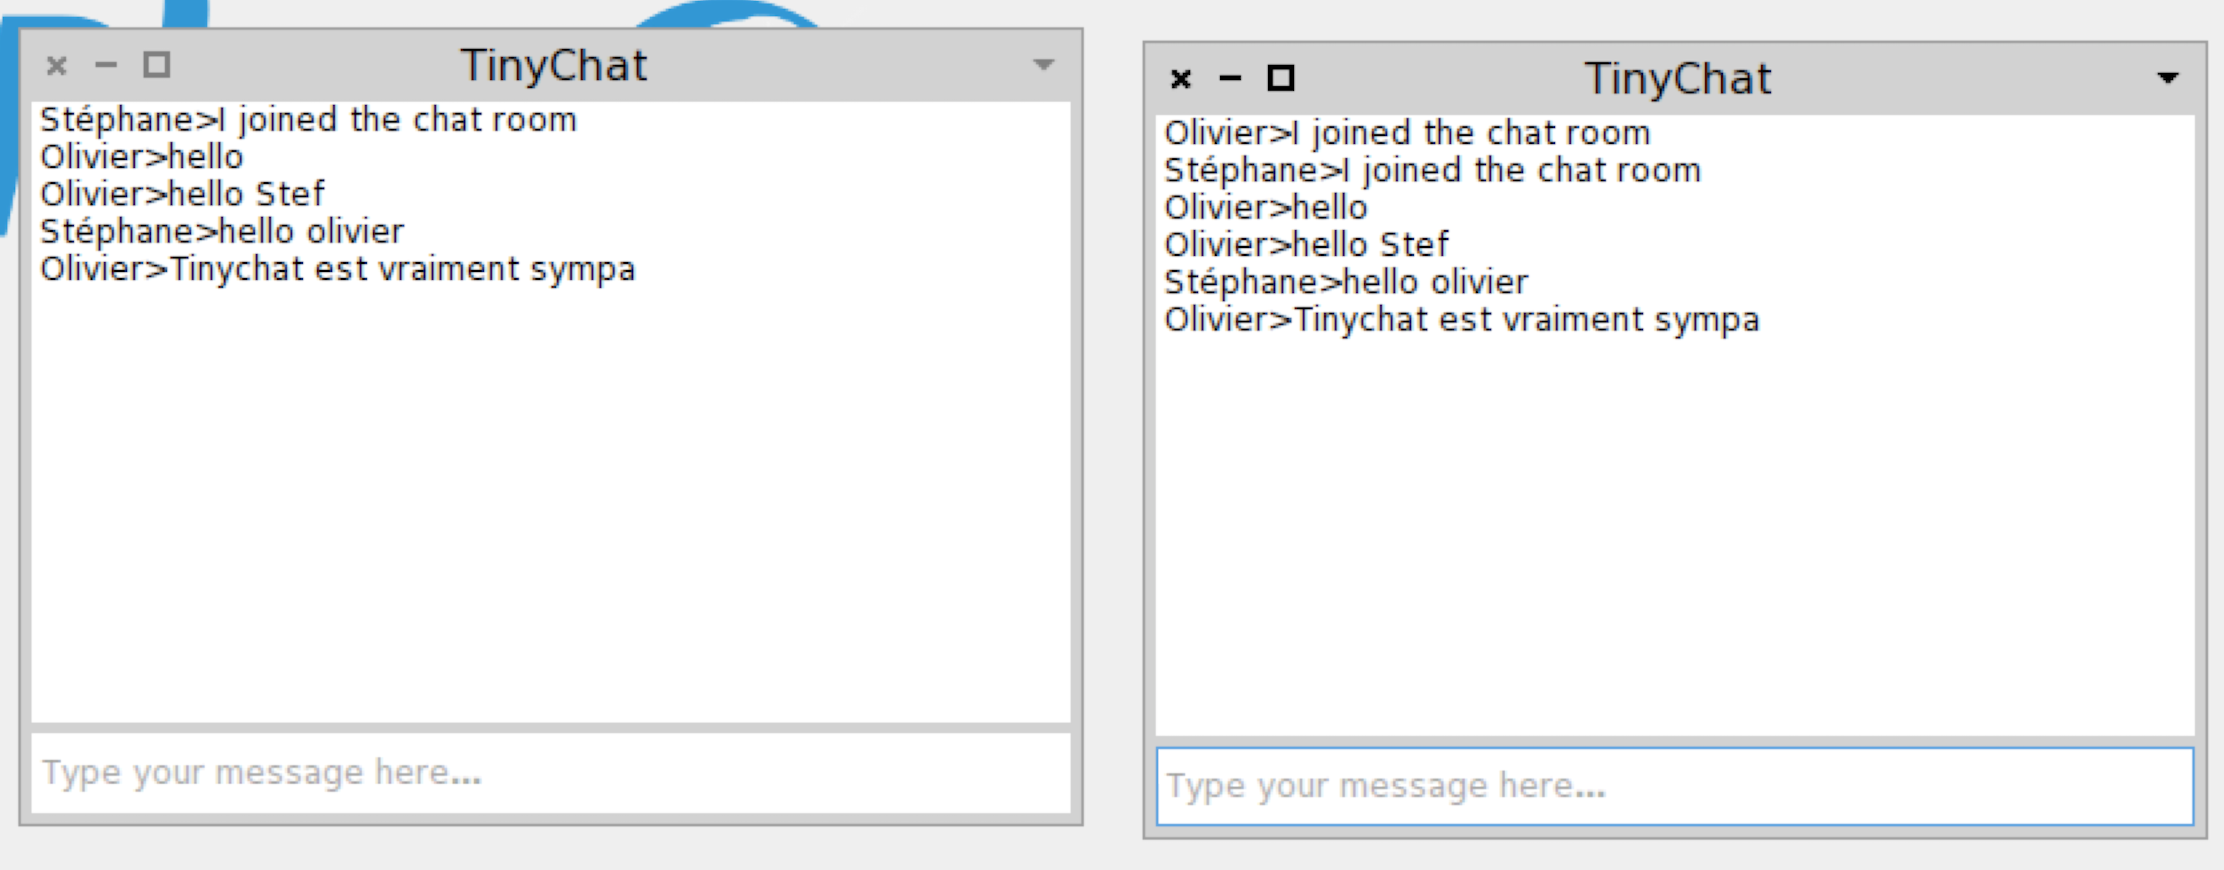 TinyChat
Stéphane>I joined the chat room
Olivier>hello
Olivier>hello Stef
Stéphane>hello olivier
Olivier>Tinychat est vraiment sympa
Type your message here...
TinyChat
Olivier>I joined the chat room
Stéphane>I joined the chat room
Olivier>hello
Olivier>hello Stef
Stéphane>hello olivier
Olivier>Tinychat est vraiment sympa
Type your message here...